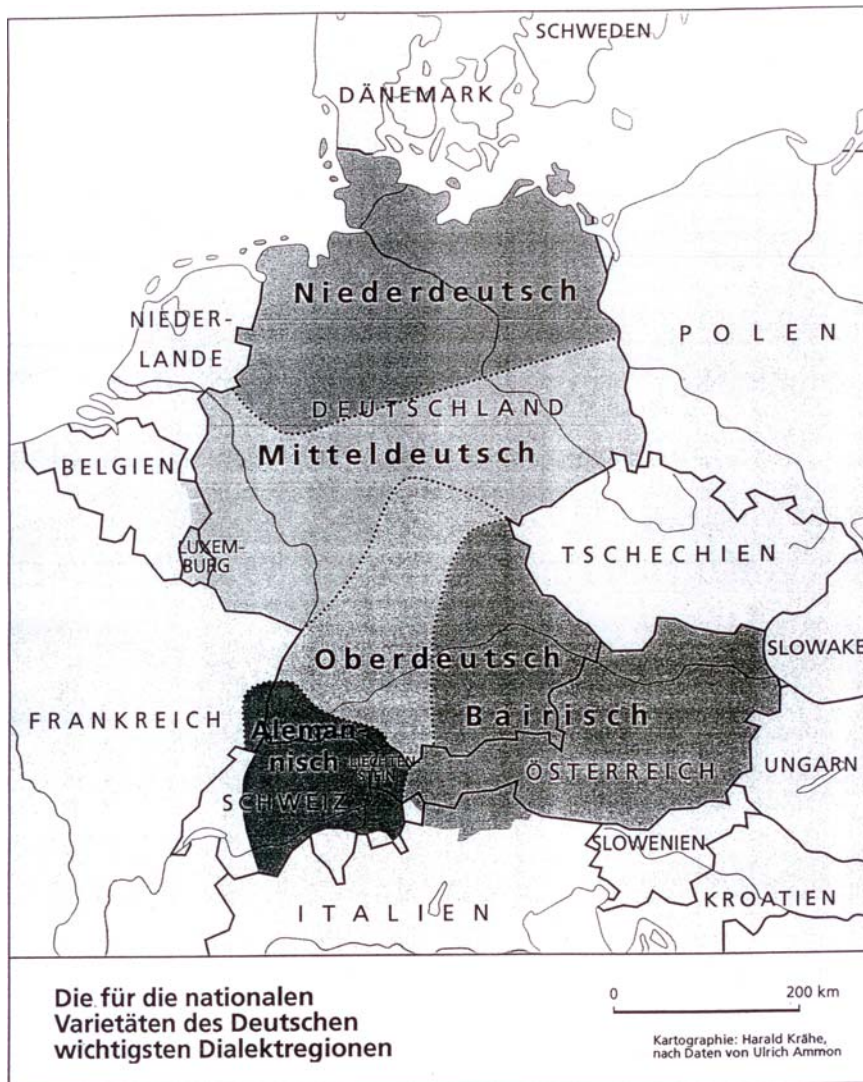 SCHWEDEN
DÄNEMARK
Niederdeutsch
NIEDER-
LANDE
POLEN
DEUTSCHLAND
Mitteldeutsch
BELGIEN
LUXEM-
BURG
TSCHECHIEN
Oberdeutsch
SLOWAKE
Bairisch
FRANKREICH
Aleman-
nisch
LIECHTEN
STEIN
ÖSTERREICH
UNGARN
SCHWEIZ
SLOWENIEN
KROATIEN
ITALIEN
Die für die nationalen
Varietäten des Deutschen
wichtigsten Dialektregionen
0 200 km
Kartographie: Harald Krähe,
nach Daten von Ulrich Ammon